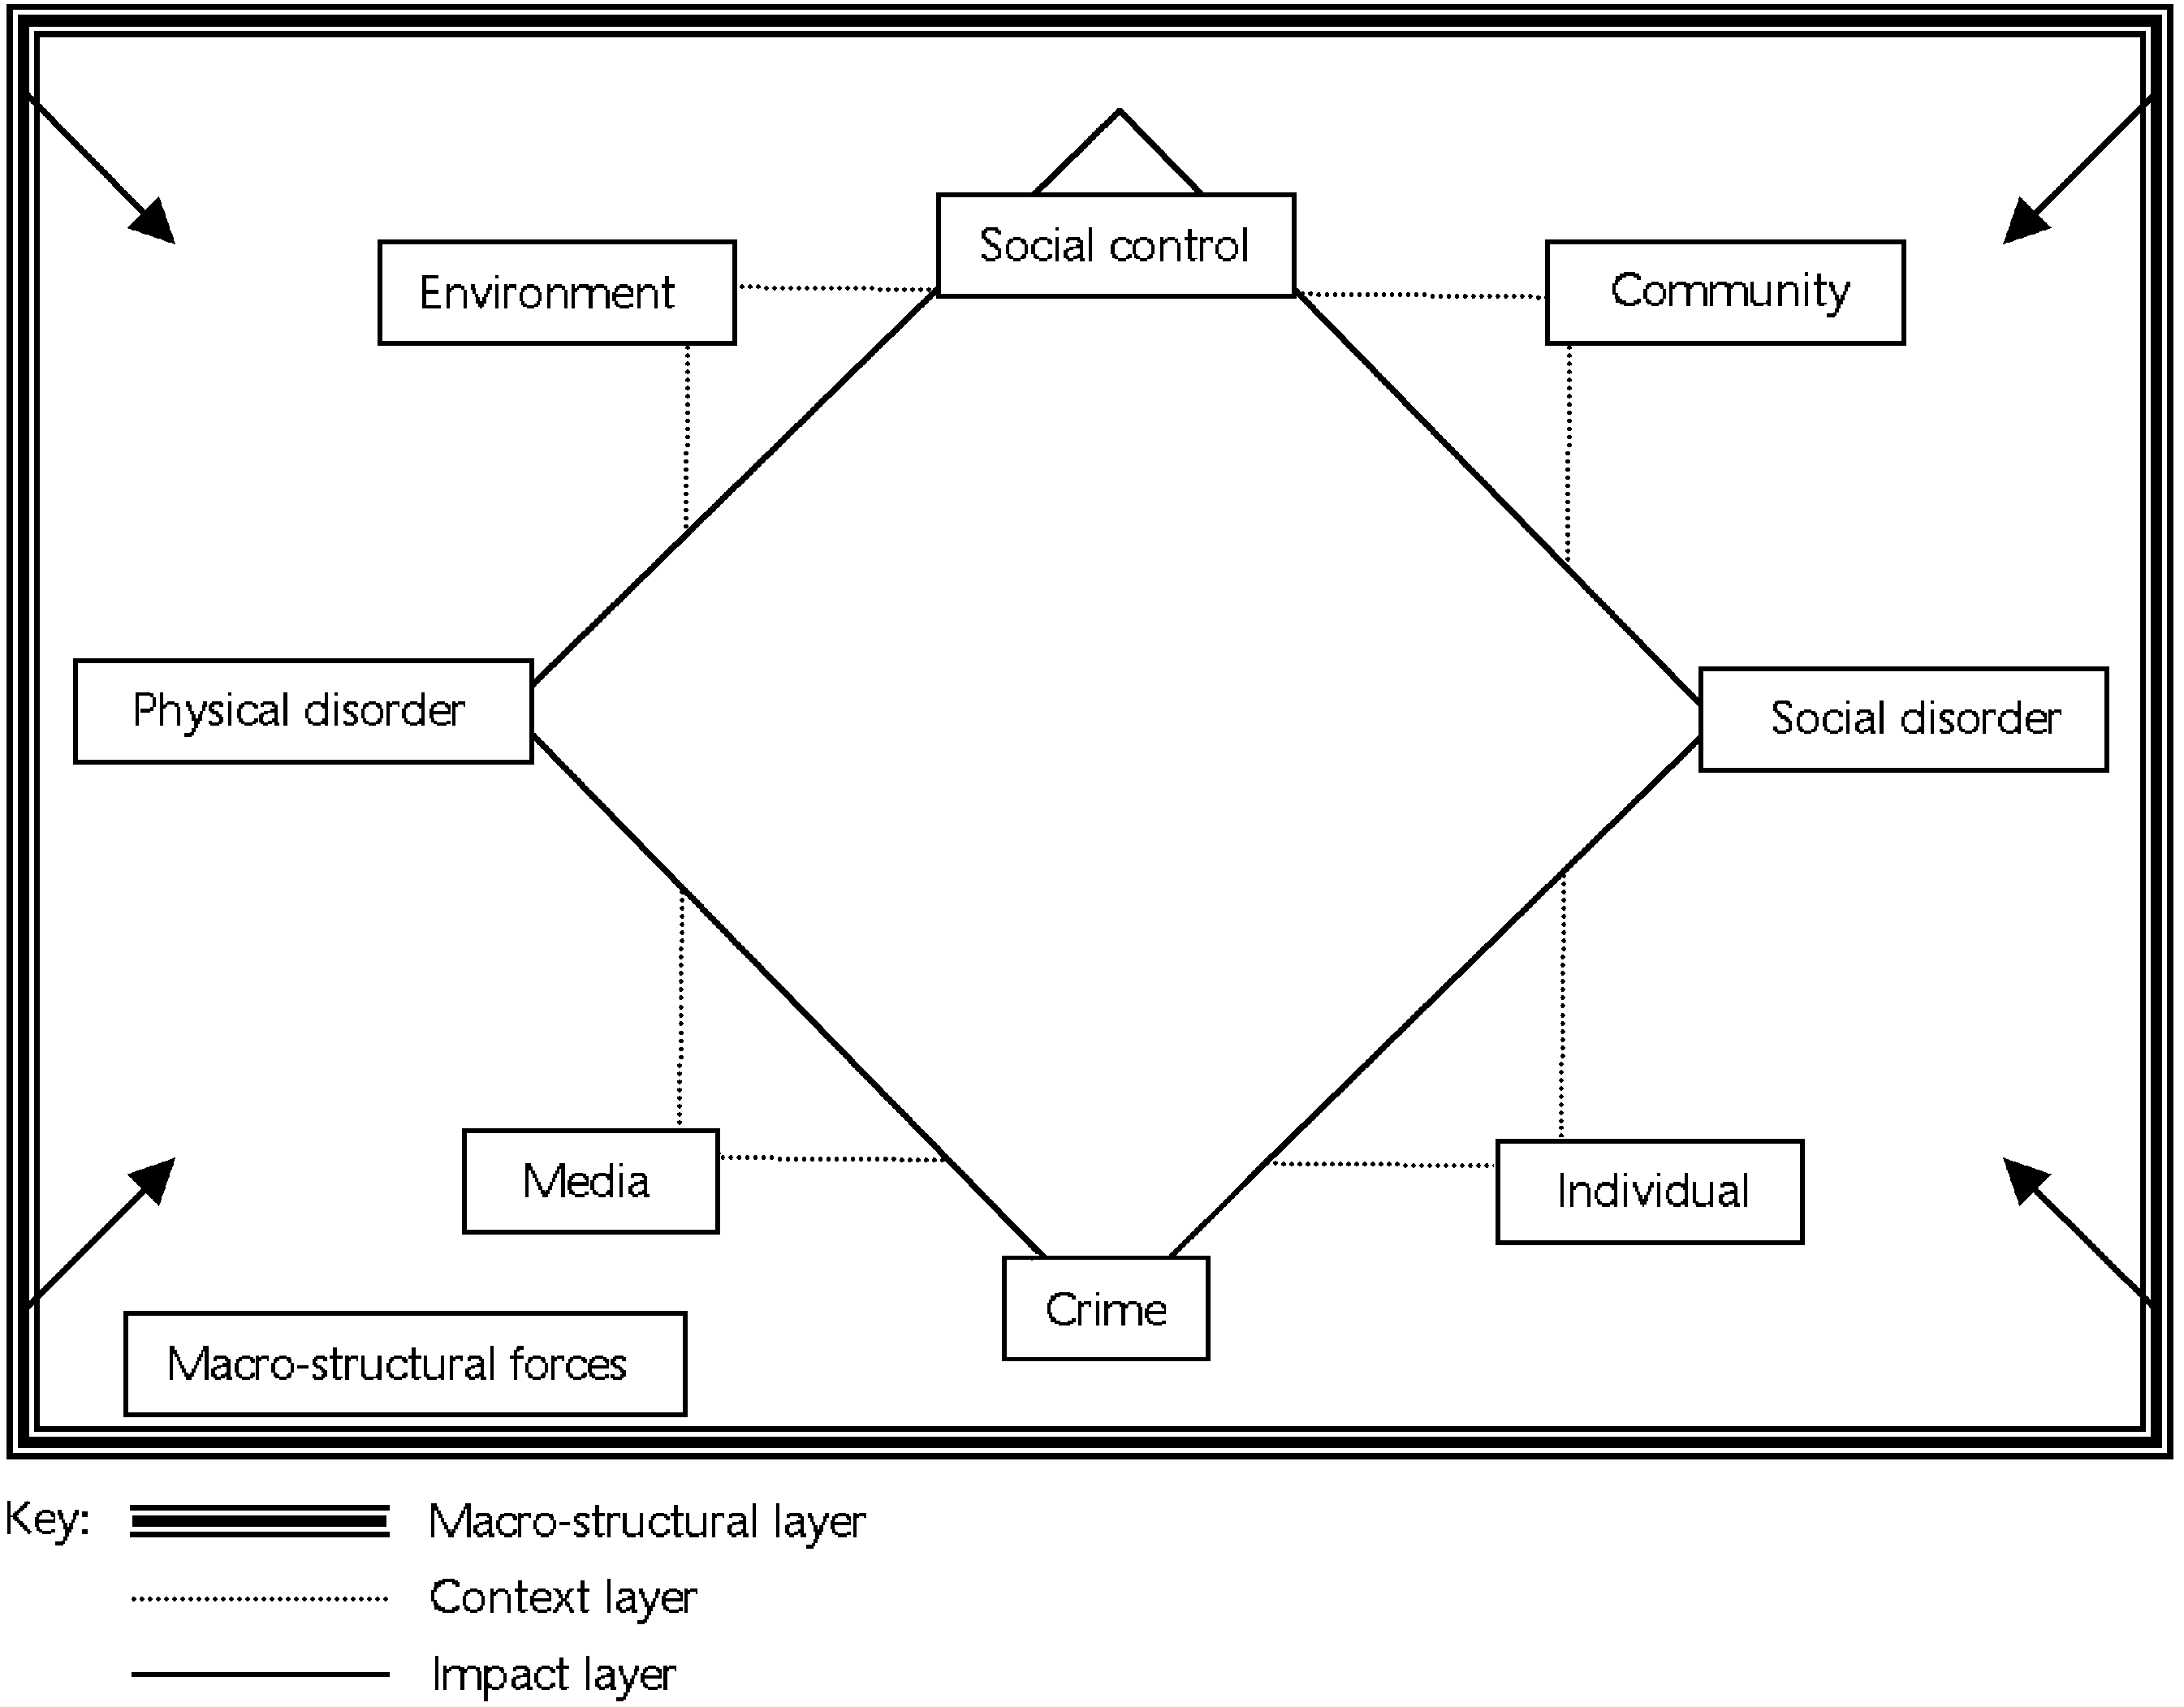 Social control
Environment
Community
Physical disorder
Social disorder
Media
Individual
Crime
Macro-structural forces
Key:
Macro-structural layer
Context layer
Impact layer